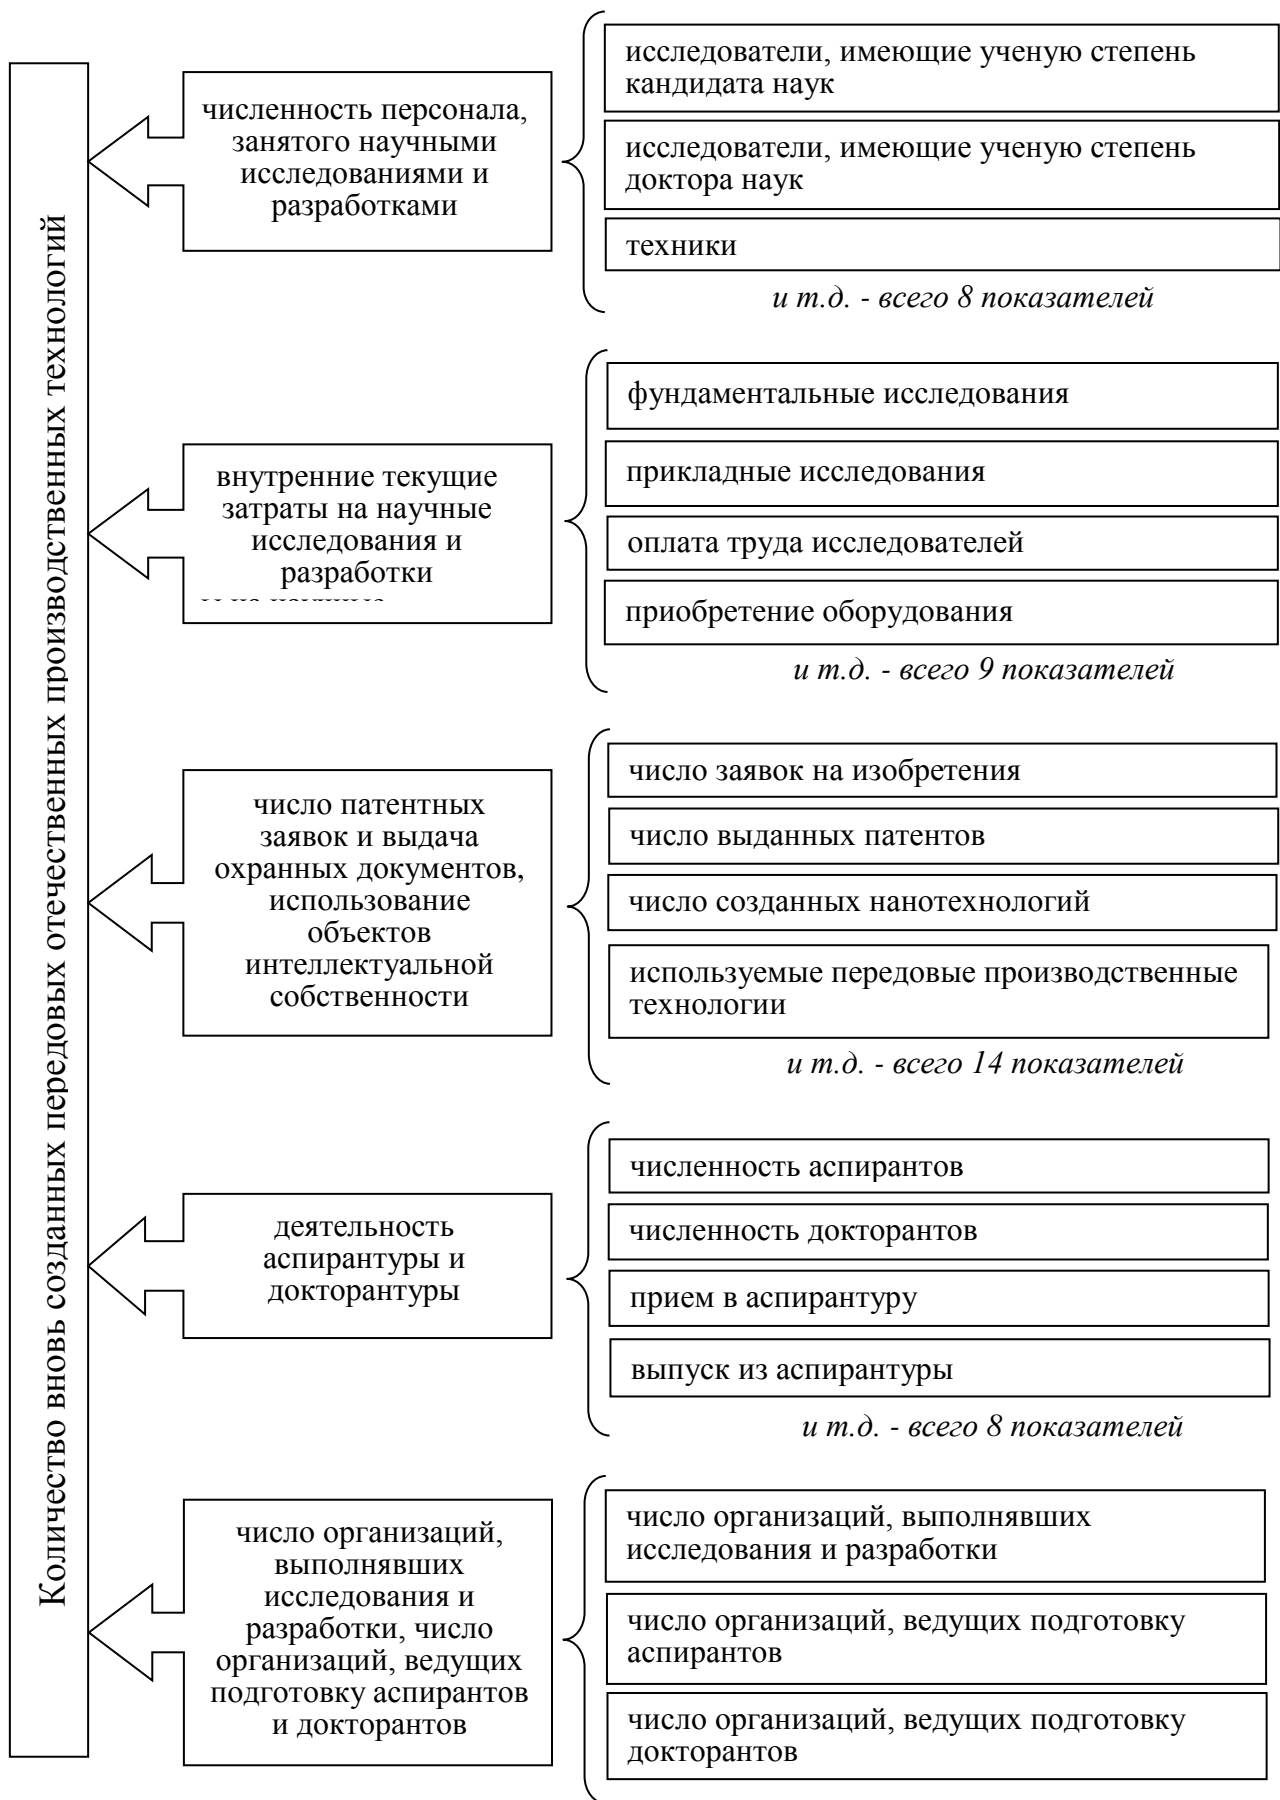 Количество вновь созданных передовых отечественных производственных технологий
численность персонала,
занятого научными
исследованиями и
разработками
исследователи, имеющие ученую степень
кандидата наук
исследователи, имеющие ученую степень
доктора наук
техники
и т.д. - всего 8 показателей
внутренние текущие
затраты на научные
исследования и
разработки
фундаментальные исследования
прикладные исследования
оплата труда исследователей
приобретение оборудования
и т.д. - всего 9 показателей
число патентных
заявок и выдача
охранных документов,
использование
объектов
интеллектуальной
собственности
число заявок на изобретения
число выданных патентов
число созданных нанотехнологий
используемые передовые производственные
технологии
и т.д. - всего 14 показателей
деятельность
аспирантуры и
докторантуры
численность аспирантов
численность докторантов
прием в аспирантуру
выпуск из аспирантуры
и т.д. - всего 8 показателей
число организаций,
выполнявших
исследования и
разработки, число
организаций, ведущих
подготовку аспирантов
и докторантов
число организаций, выполнявших
исследования и разработки
число организаций, ведущих подготовку
аспирантов
число организаций, ведущих подготовку
докторантов